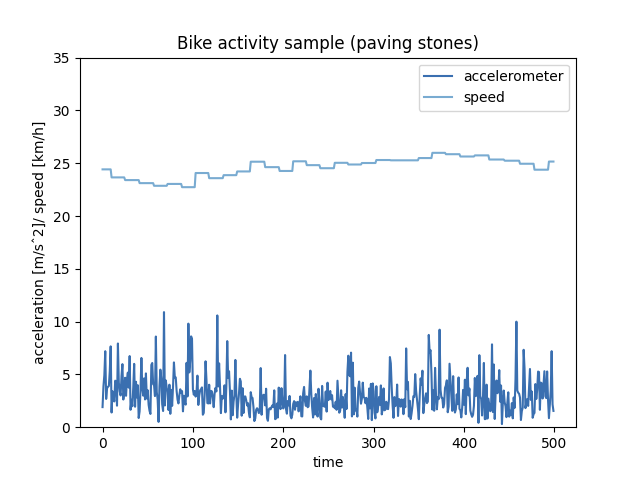 Bike activity sample (paving stones)
35
30
25
20
15
10
5
0
acceleration [m/s^2]/ speed [km/h]
accelerometer
speed
0 100 200 300 400 500
time